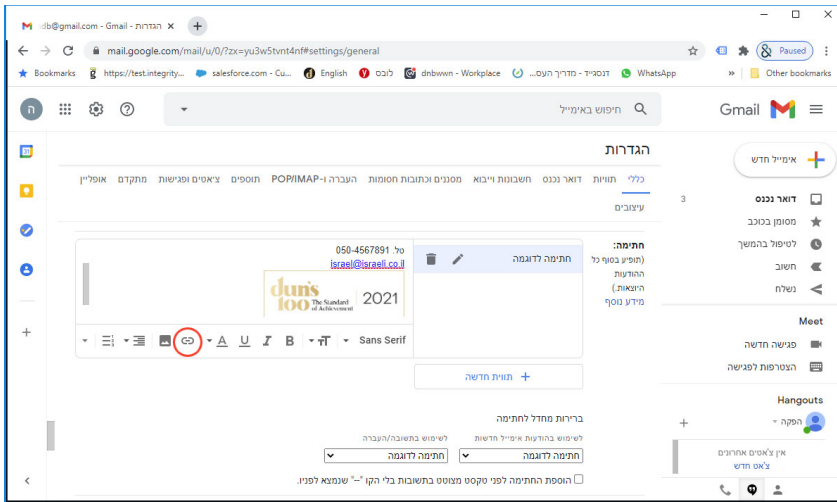 הגדרות - Gmail - db@gmail.com
mail.google.com/mail/u/0/?zx=yu3w5tvnt4nf#settings/general
Paused
Bookmarks
https://test.integrity...
salesforce.com - Cu...
English
לובס
dnbwwn - Workplace
דנסגייד - מדריך העס...
WhatsApp
»
Other bookmarks
Gmail
חיפוש באימייל
ה
אימייל חדש
דואר נכנס 3
מסומן בכוכב
לטיפול בהמשך
חשוב
נשלח
Meet
פגישה חדשה
הצטרפות לפגישה
Hangouts
הפקה
אין צ'אטים אחרונים
צ'אט חדש
הגדרות
כללי תוויות דואר נכנס חשבונות וייבוא מסננים וכתובות חסומות העברה ו-POP/IMAP תוספים צ'אטים ופגישות מתקדם אופליין
עיצובים
חתימה:
(תופיע בסוף כל
ההודעות
היוצאות.)
מידע נוסף
חתימה לדוגמה
טל. 050-4567891
israel@israeli.co.il
dun's
100 The Standard
of Achievement
2021
Sans Serif
תווית חדשה
ברירות מחדל לחתימה
לשימוש בהודעות אימייל חדשות
לשימוש בתשובה/העברה
חתימה לדוגמה
חתימה לדוגמה
הוספת החתימה לפני טקסט מצוטט בתשובות בלי הקו "--" שנמצא לפניו.
31